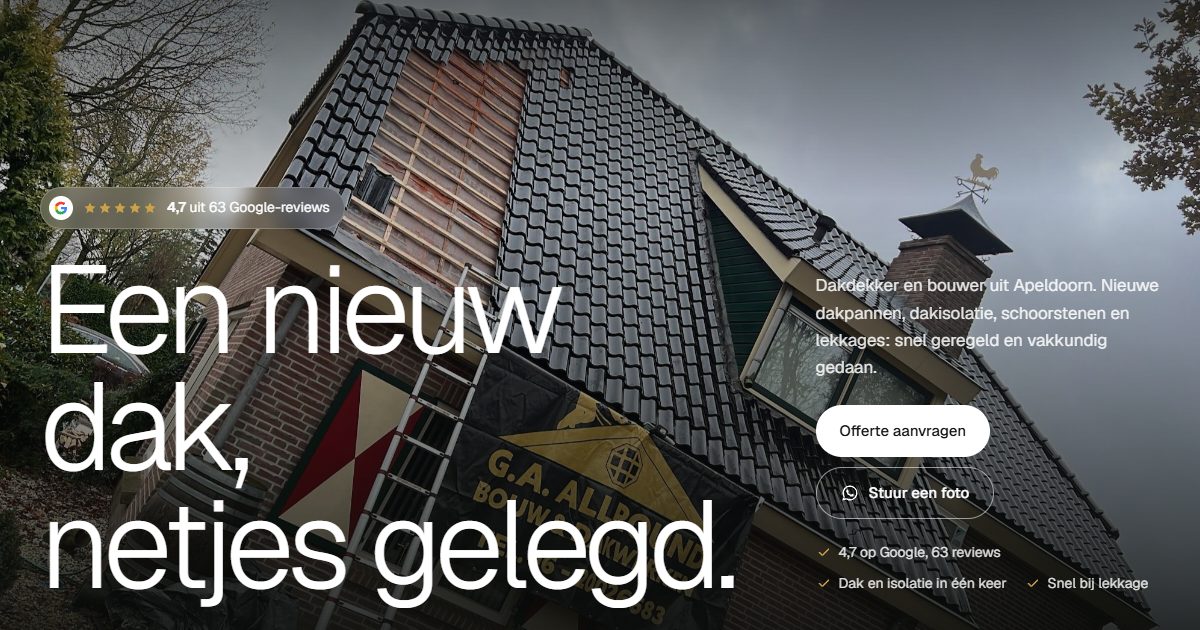 4,7 uit 63 Google-reviews
Een nieuw
dak,
netjes gelegd.
Dakdekker en bouwer uit Apeldoorn. Nieuwe
dakpannen, dakisolatie, schoorstenen en
lekkages: snel geregeld en vakkundig
gedaan.
Offerte aanvragen
Stuur een foto
4,7 op Google, 63 reviews
Dak en isolatie in één keer
Snel bij lekkage
G.A. ALLROUND